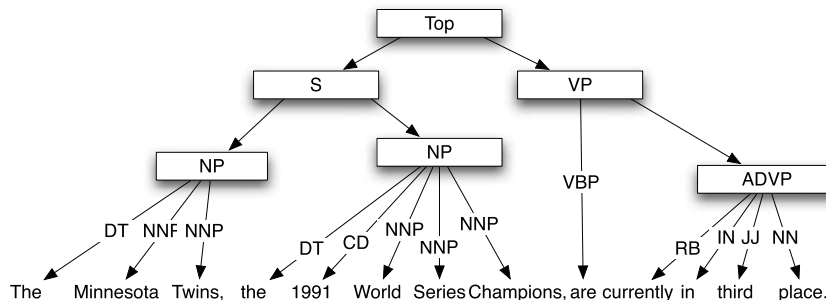 Top
S VP
NP NP ADVP
VBP
DT NNP NNP DT CD NNP NNP NNP RB IN JJ NN
The Minnesota Twins, the 1991 World Series Champions, are currently in third place.